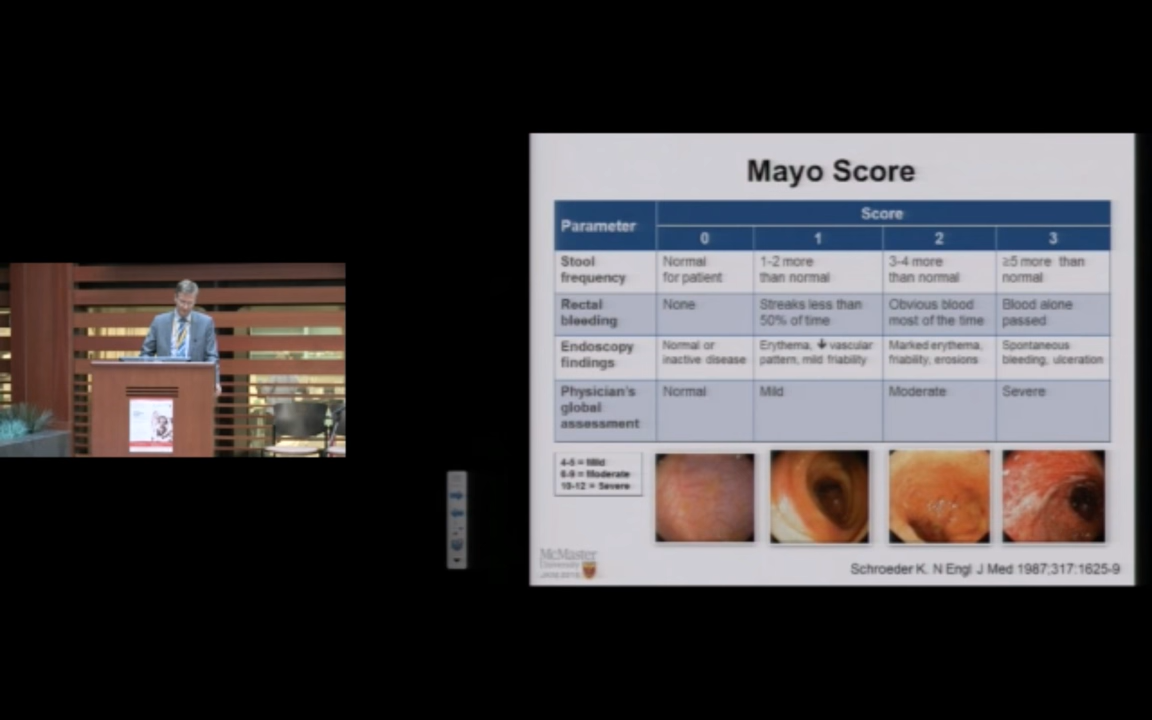 Mayo Score
Parameter
Score
0
1
2
3
Stool
frequency
Normal
for patient
1-2 more
than normal
3-4 more
than normal
≥5 more than
normal
Rectal
bleeding
None
Streaks less than
50% of time
Obvious blood
most of the time
Blood alone
passed
Endoscopy
findings
Normal or
inactive disease
Erythema, ↓ vascular
pattern, mild friability
Marked erythema,
friability, erosions
Spontaneous
bleeding, ulceration
Physician's
global
assessment
Normal
Mild
Moderate
Severe
4-5 = Mild
6-9 = Moderate
10-12 = Severe
McMaster
University
Schroeder K. N Engl J Med 1987;317:1625-9